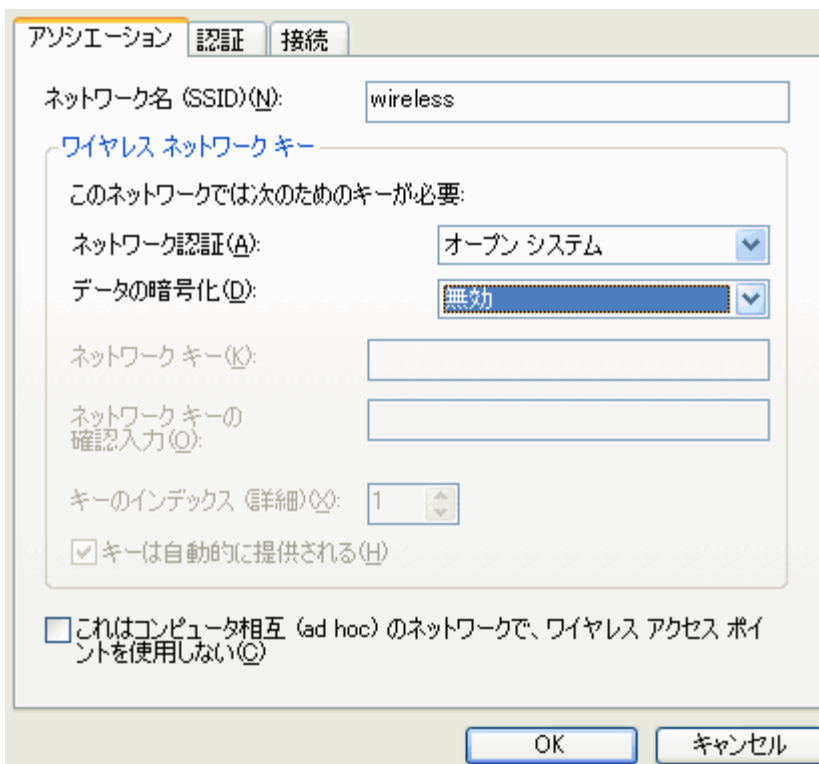 アソシエーション 認証 接続
ネットワーク名 (SSID)(N): wireless
ワイヤレス ネットワーク キー
このネットワークでは次のためのキーが必要:
ネットワーク認証(A): オープン システム
データの暗号化(D): 無効
ネットワーク キー(K):
ネットワーク キーの
確認入力(O):
キーのインデックス (詳細)(X): 1
キーは自動的に提供される(H)
これはコンピュータ相互 (ad hoc) のネットワークで、ワイヤレス アクセス ポイ
ントを使用しない(C)
OK キャンセル